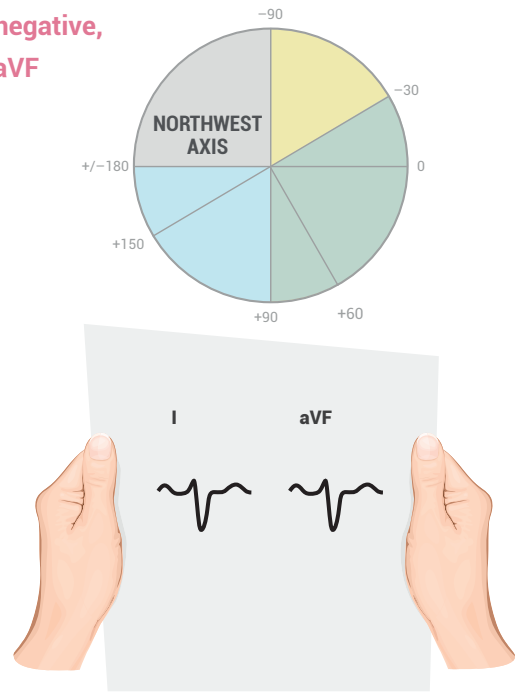 negative,
aVF
−90
−30
NORTHWEST
AXIS
+/−180
0
+150
+90
+60
I
aVF